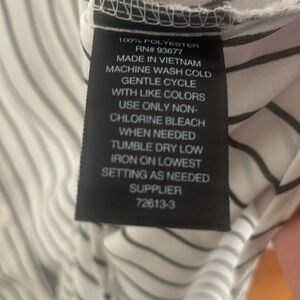 100% POLYESTER
RN# 93677
MADE IN VIETNAM
MACHINE WASH COLD
GENTLE CYCLE
WITH LIKE COLORS
USE ONLY NON-
CHLORINE BLEACH
WHEN NEEDED
TUMBLE DRY LOW
IRON ON LOWEST
SETTING AS NEEDED
SUPPLIER
72613-3